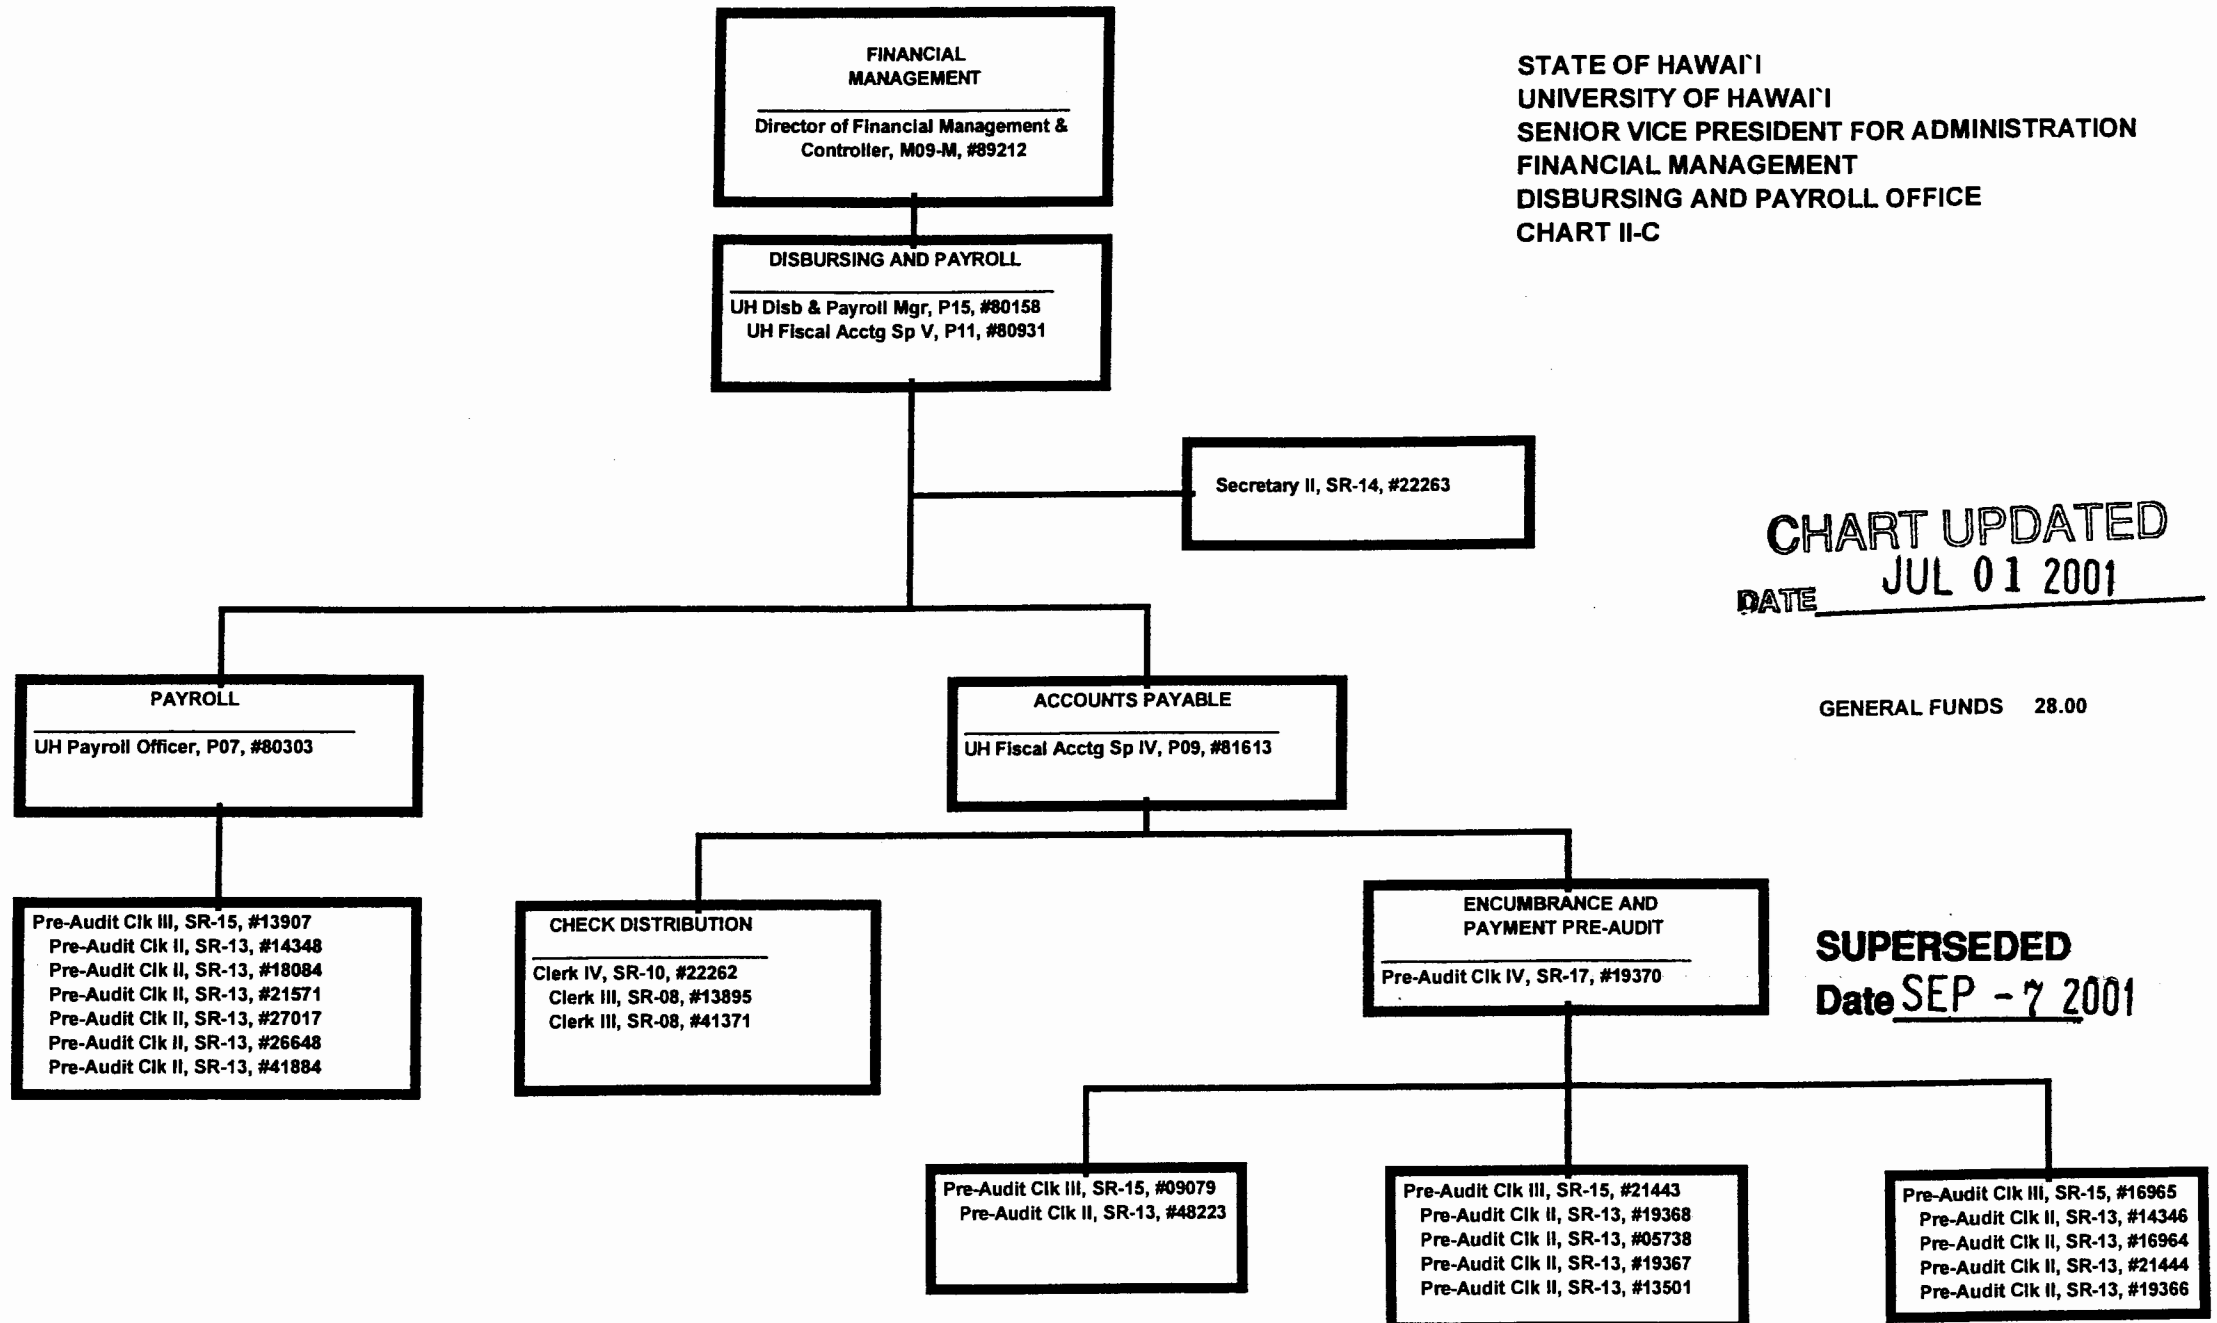 FINANCIAL
MANAGEMENT
Director of Financial Management &
Controller, M09-M, #89212
STATE OF HAWAI`I
UNIVERSITY OF HAWAI`I
SENIOR VICE PRESIDENT FOR ADMINISTRATION
FINANCIAL MANAGEMENT
DISBURSING AND PAYROLL OFFICE
CHART II-C
DISBURSING AND PAYROLL
UH Disb & Payroll Mgr, P15, #80158
UH Fiscal Acctg Sp V, P11, #80931
Secretary II, SR-14, #22263
CHART UPDATED
DATE JUL 01 2001
PAYROLL
UH Payroll Officer, P07, #80303
ACCOUNTS PAYABLE
UH Fiscal Acctg Sp IV, P09, #81613
GENERAL FUNDS 28.00
Pre-Audit Clk III, SR-15, #13907
Pre-Audit Clk II, SR-13, #14348
Pre-Audit Clk II, SR-13, #18084
Pre-Audit Clk II, SR-13, #21571
Pre-Audit Clk II, SR-13, #27017
Pre-Audit Clk II, SR-13, #26648
Pre-Audit Clk II, SR-13, #41884
CHECK DISTRIBUTION
Clerk IV, SR-10, #22262
Clerk III, SR-08, #13895
Clerk III, SR-08, #41371
ENCUMBRANCE AND
PAYMENT PRE-AUDIT
Pre-Audit Clk IV, SR-17, #19370
SUPERSEDED
Date SEP - 7 2001
Pre-Audit Clk III, SR-15, #09079
Pre-Audit Clk II, SR-13, #48223
Pre-Audit Clk III, SR-15, #21443
Pre-Audit Clk II, SR-13, #19368
Pre-Audit Clk II, SR-13, #05738
Pre-Audit Clk II, SR-13, #19367
Pre-Audit Clk II, SR-13, #13501
Pre-Audit Clk III, SR-15, #16965
Pre-Audit Clk II, SR-13, #14346
Pre-Audit Clk II, SR-13, #16964
Pre-Audit Clk II, SR-13, #21444
Pre-Audit Clk II, SR-13, #19366